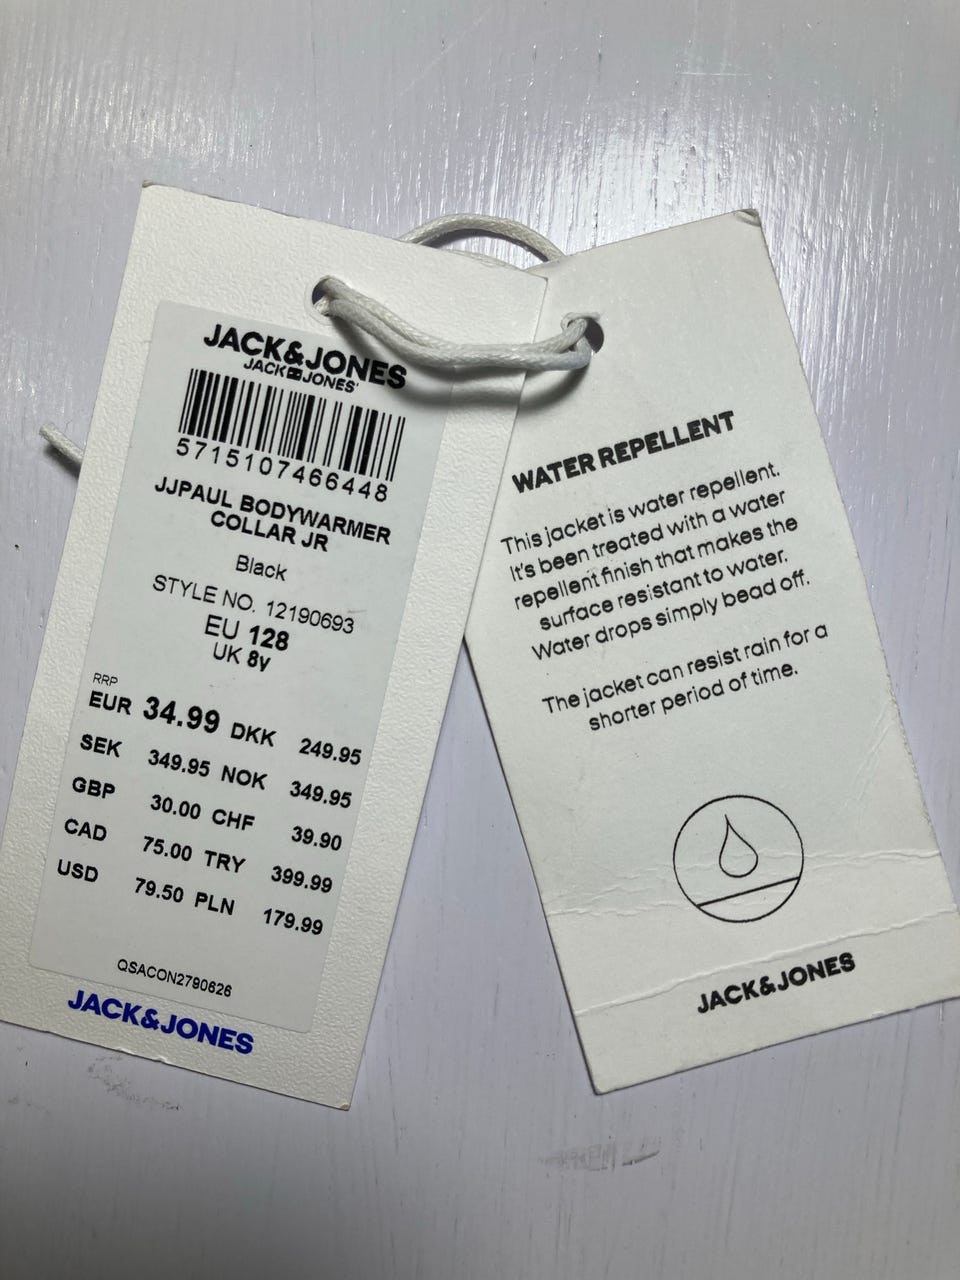 JACK&JONES
JACK&JONES
5715107466448
JJPAUL BODYWARMER
COLLAR JR
Black
STYLE NO. 12190693
EU 128
UK 8y
RRP
EUR 34.99 DKK 249.95
SEK 349.95 NOK 349.95
GBP 30.00 CHF 39.90
CAD 75.00 TRY 399.99
USD 79.50 PLN 179.99
QSACON2790626
JACK&JONES
WATER REPELLENT
This jacket is water repellent.
It's been treated with a water
repellent finish that makes the
surface resistant to water.
Water drops simply bead off.
The jacket can resist rain for a
shorter period of time.
JACK&JONES